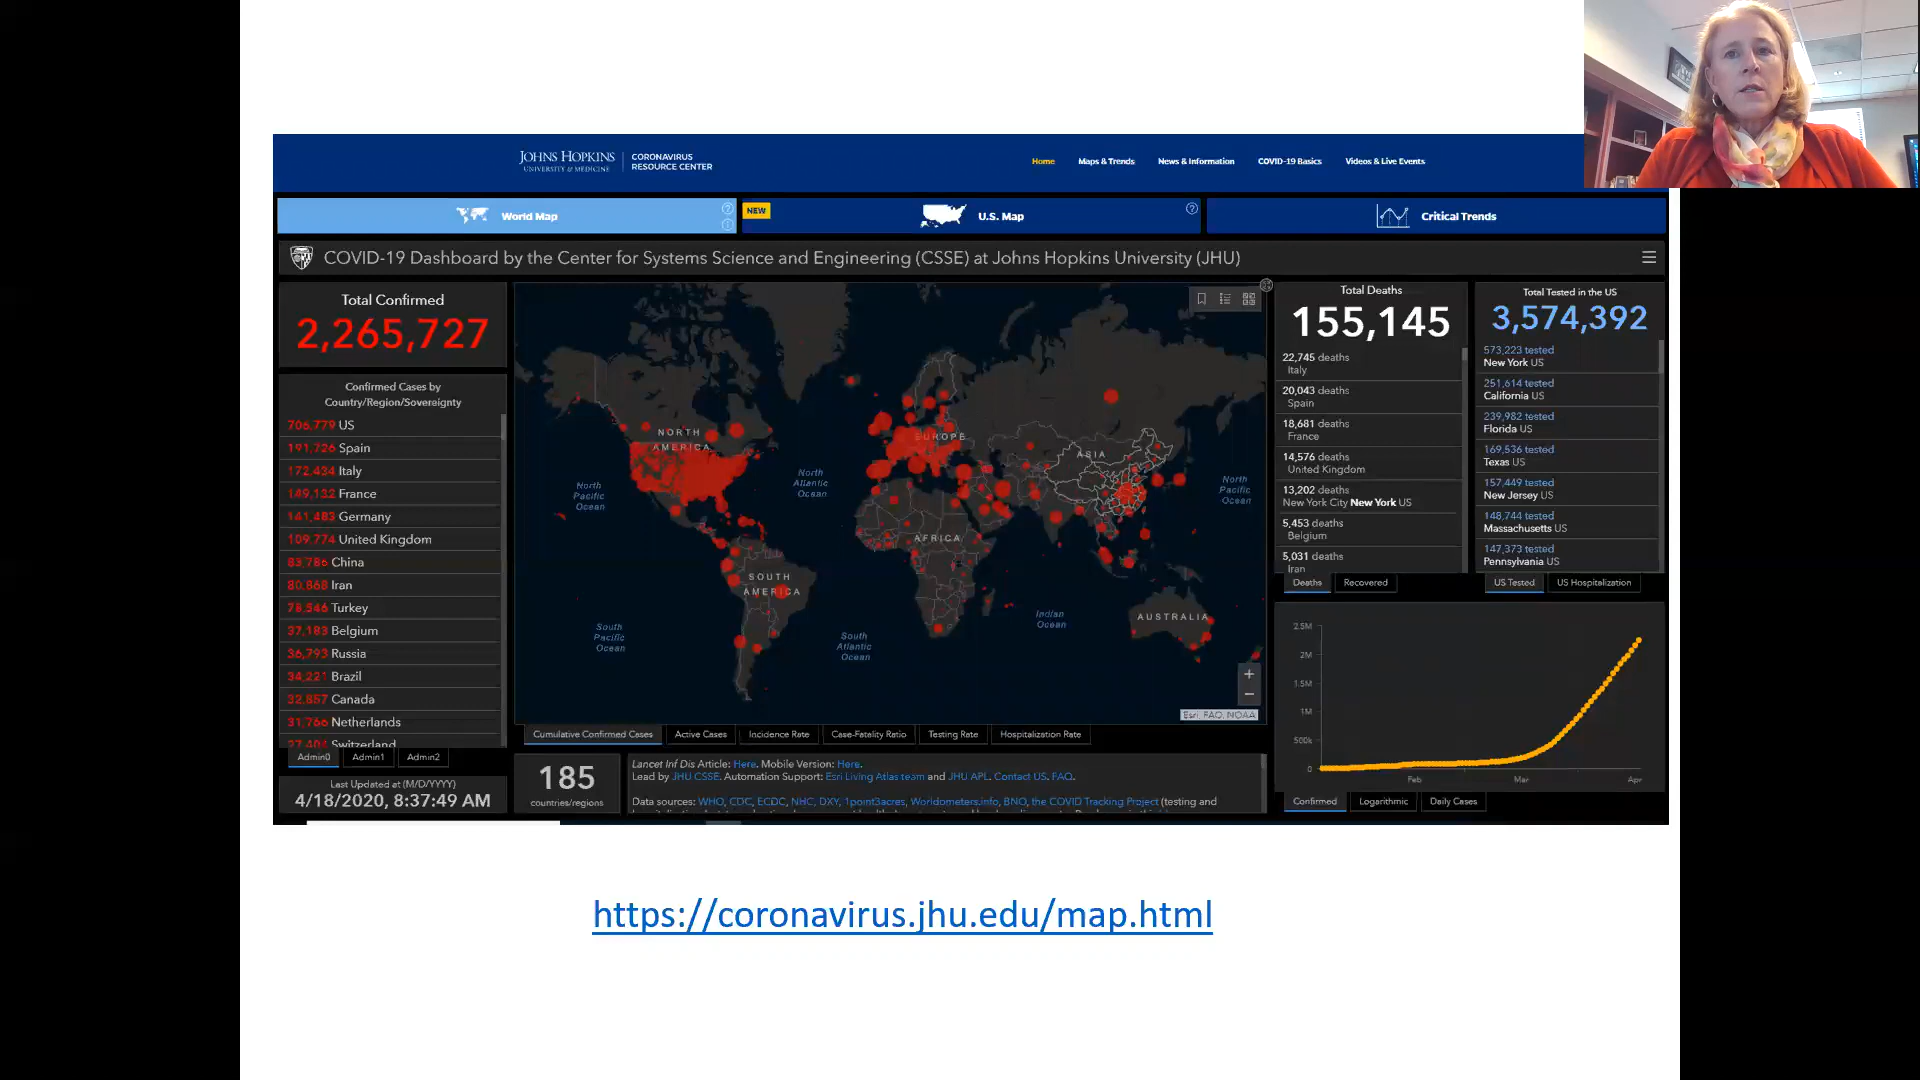 JOHNS HOPKINS
UNIVERSITY & MEDICINE
CORONAVIRUS
RESOURCE CENTER
Home
Maps & Trends
News & Information
COVID-19 Basics
Videos & Live Events
World Map
NEW
U.S. Map
Critical Trends
COVID-19 Dashboard by the Center for Systems Science and Engineering (CSSE) at Johns Hopkins University (JHU)
Total Confirmed
2,265,727
Confirmed Cases by
Country/Region/Sovereignty
706,779 US
191,726 Spain
172,434 Italy
149,132 France
141,483 Germany
109,774 United Kingdom
83,786 China
80,868 Iran
78,546 Turkey
37,183 Belgium
36,793 Russia
34,221 Brazil
32,857 Canada
31,766 Netherlands
27,404 Switzerland
Admin0
Admin1
Admin2
Last Updated at (M/D/YYYY)
4/18/2020, 8:37:49 AM
NORTH
AMERICA
EUROPE
ASIA
North
Atlantic
Ocean
North
Pacific
Ocean
North
Pacific
Ocean
AFRICA
SOUTH
AMERICA
Indian
Ocean
AUSTRALIA
South
Pacific
Ocean
South
Atlantic
Ocean
+
−
Esri, FAO, NOAA
Cumulative Confirmed Cases
Active Cases
Incidence Rate
Case-Fatality Ratio
Testing Rate
Hospitalization Rate
185
countries/regions
Lancet Inf Dis Article: Here. Mobile Version: Here.
Lead by JHU CSSE. Automation Support: Esri Living Atlas team and JHU APL. Contact US. FAQ.
Data sources: WHO, CDC, ECDC, NHC, DXY, 1point3acres, Worldometers.info, BNO, the COVID Tracking Project (testing and
Total Deaths
155,145
22,745 deaths
Italy
20,043 deaths
Spain
18,681 deaths
France
14,576 deaths
United Kingdom
13,202 deaths
New York City New York US
5,453 deaths
Belgium
5,031 deaths
Iran
Deaths
Recovered
Total Tested in the US
3,574,392
573,223 tested
New York US
251,614 tested
California US
239,982 tested
Florida US
169,536 tested
Texas US
157,449 tested
New Jersey US
148,744 tested
Massachusetts US
147,373 tested
Pennsylvania US
US Tested
US Hospitalization
2.5M
2M
1.5M
1M
500k
0
Feb
Mar
Apr
Confirmed
Logarithmic
Daily Cases
https://coronavirus.jhu.edu/map.html